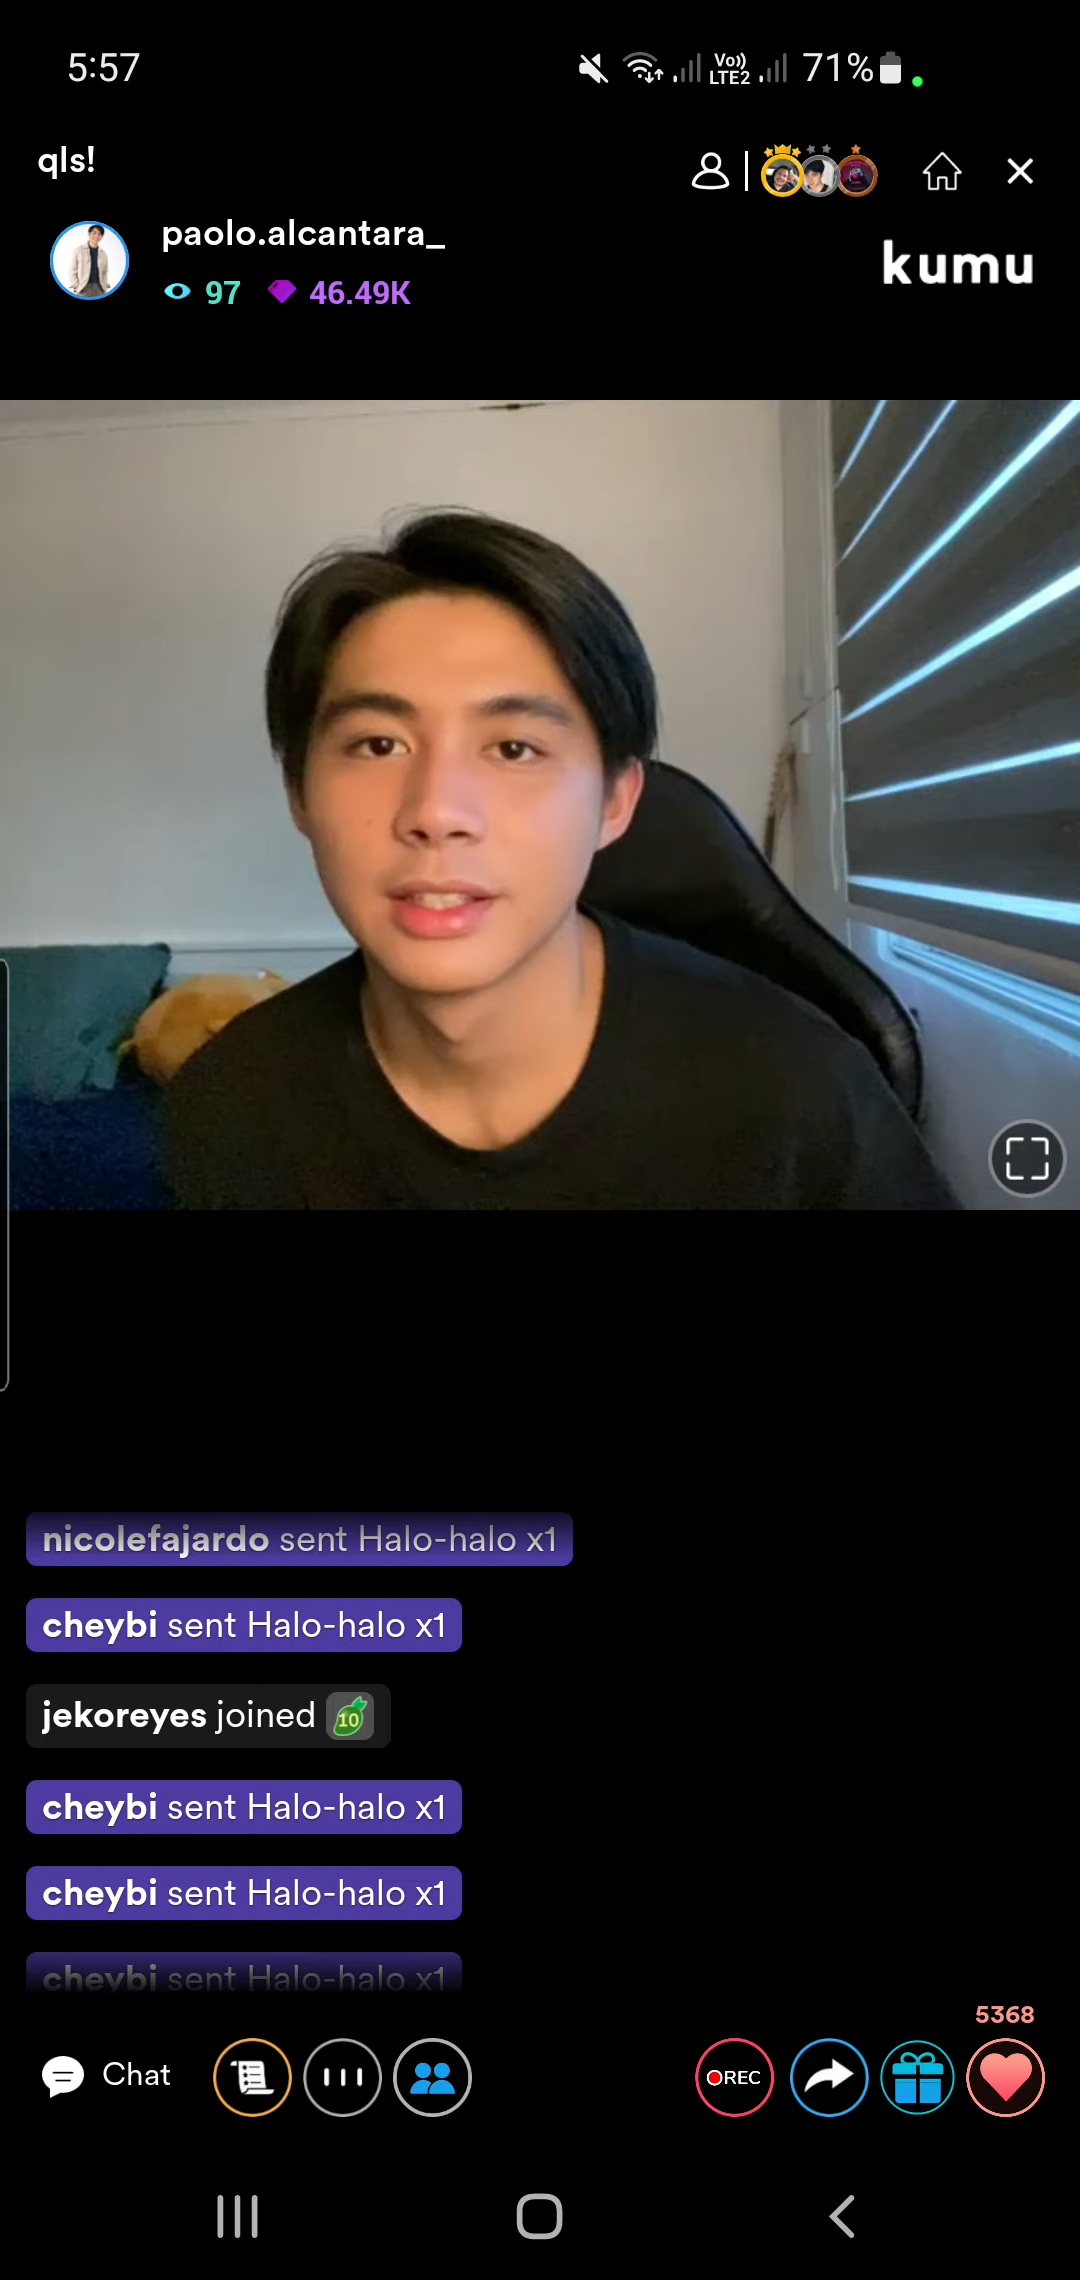 5:57
Vo)) LTE2 71%
qls!
paolo.alcantara_
97 46.49K
kumu
nicolefajardo sent Halo-halo x1
cheybi sent Halo-halo x1
jekoreyes joined 10
cheybi sent Halo-halo x1
cheybi sent Halo-halo x1
cheybi sent Halo-halo x1
5368
Chat
REC